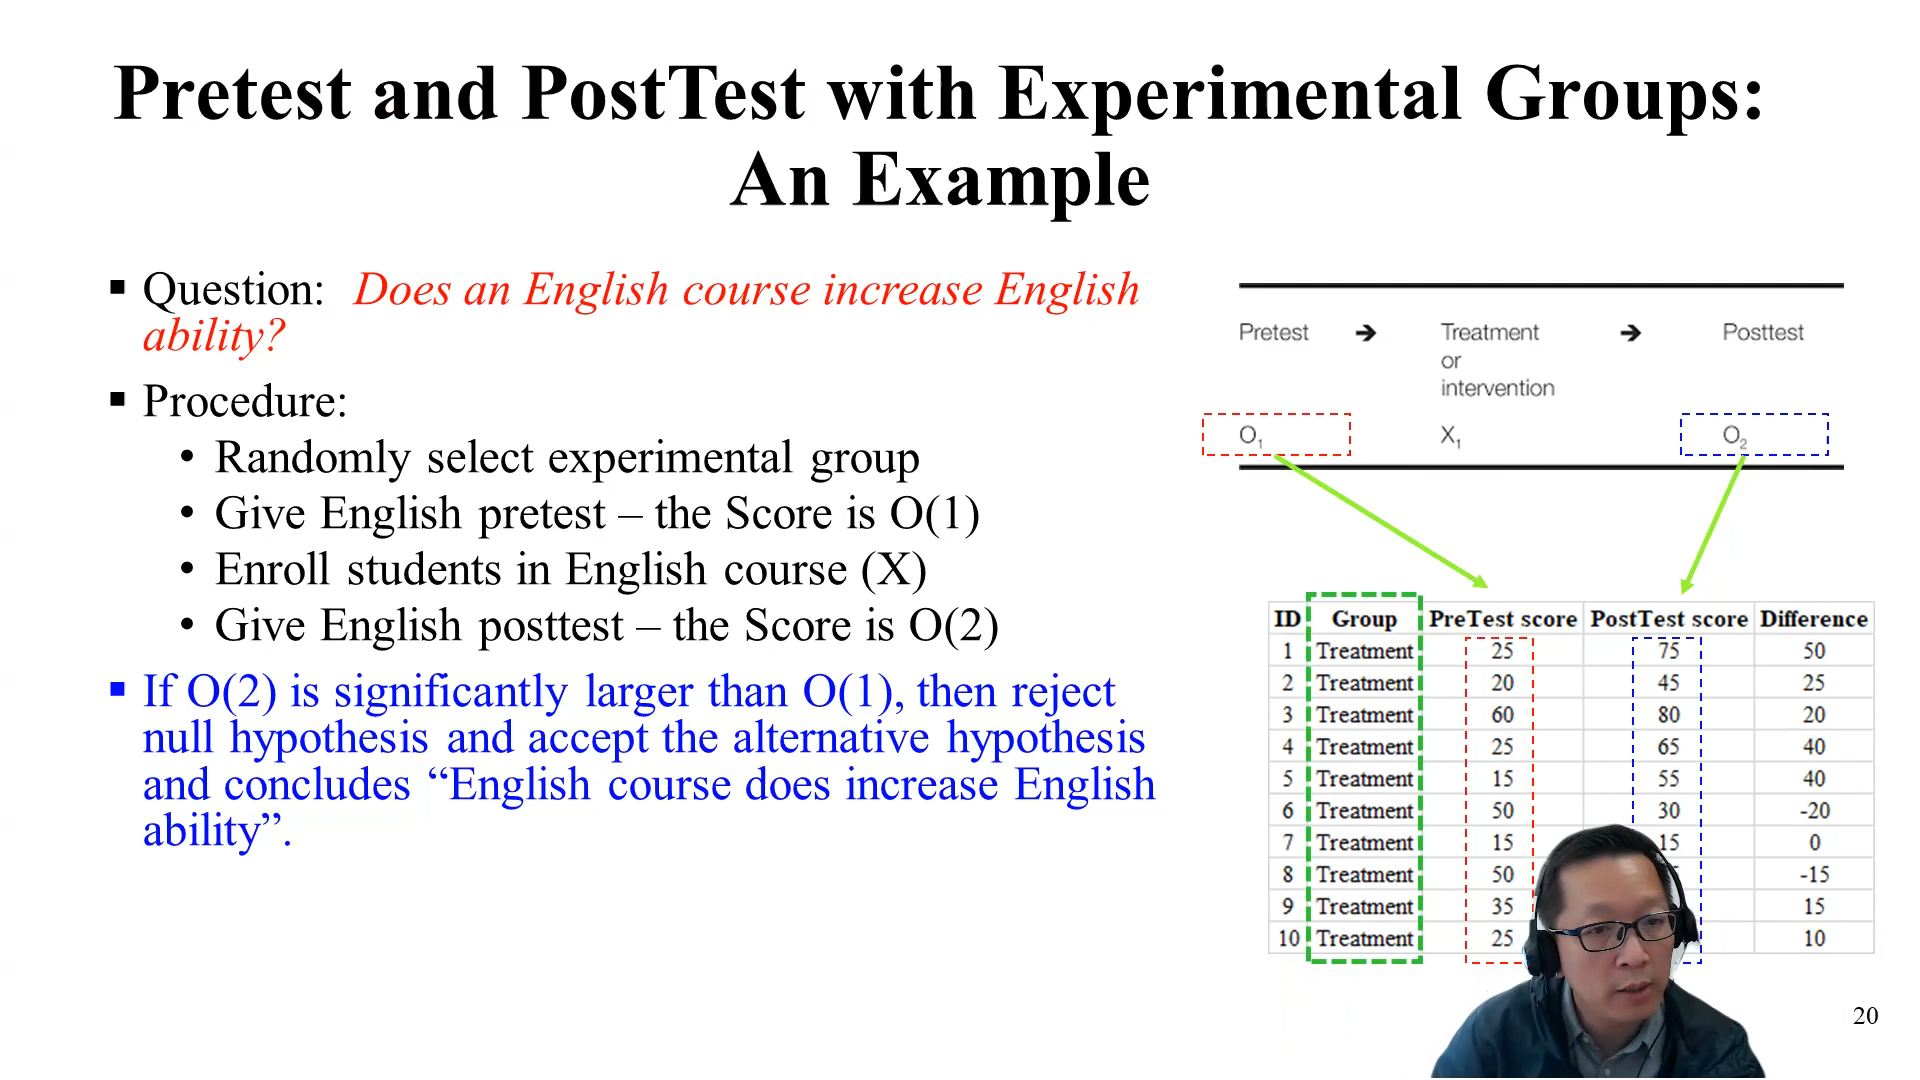 Pretest and PostTest with Experimental Groups:
An Example
▪ Question: Does an English course increase English
ability?
▪ Procedure:
• Randomly select experimental group
• Give English pretest – the Score is O(1)
• Enroll students in English course (X)
• Give English posttest – the Score is O(2)
▪ If O(2) is significantly larger than O(1), then reject
null hypothesis and accept the alternative hypothesis
and concludes “English course does increase English
ability”.
Pretest ➔ Treatment ➔ Posttest
or
intervention
O1 X1 O2
ID Group PreTest score PostTest score Difference
1 Treatment 25 75 50
2 Treatment 20 45 25
3 Treatment 60 80 20
4 Treatment 25 65 40
5 Treatment 15 55 40
6 Treatment 50 30 -20
7 Treatment 15 15 0
8 Treatment 50 -15
9 Treatment 35 15
10 Treatment 25 10
20